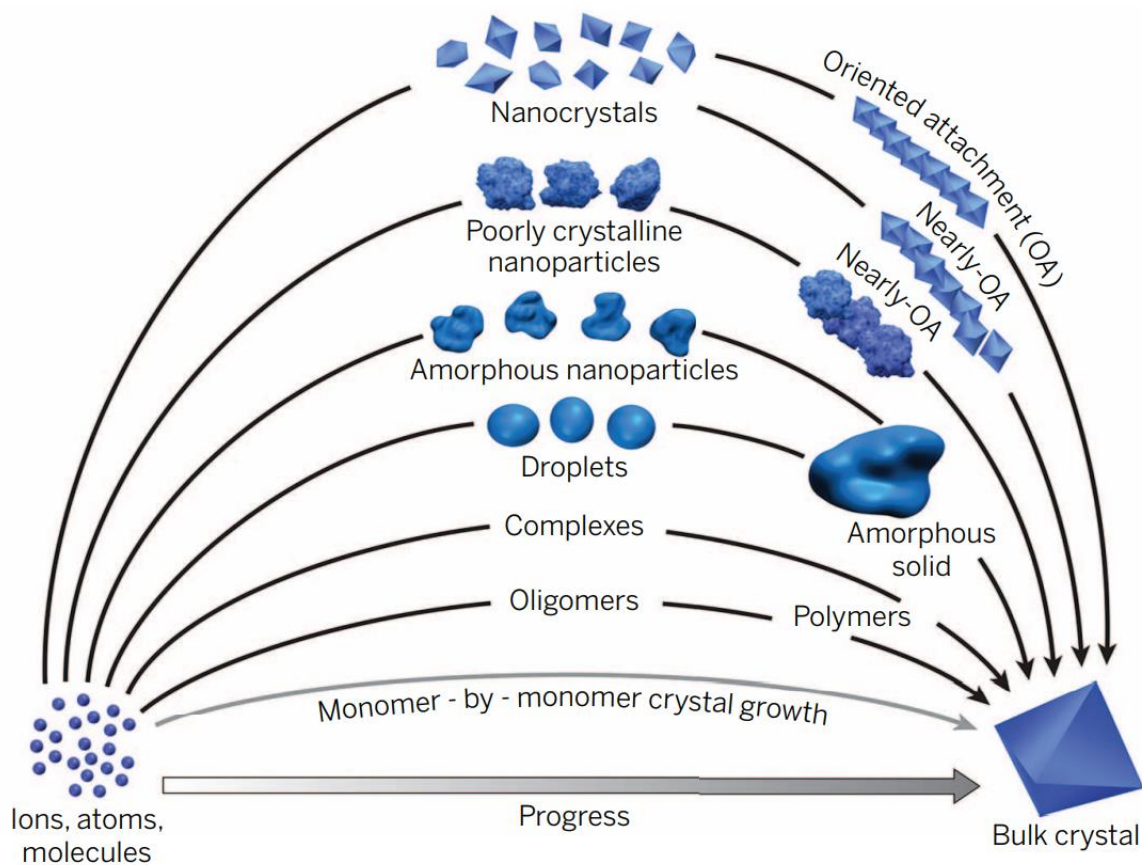 Nanocrystals
Oriented attachment (OA)
Poorly crystalline
nanoparticles
Nearly-OA
Nearly-OA
Amorphous nanoparticles
Droplets
Amorphous
solid
Complexes
Oligomers
Polymers
Monomer - by - monomer crystal growth
Progress
Ions, atoms,
molecules
Bulk crystal